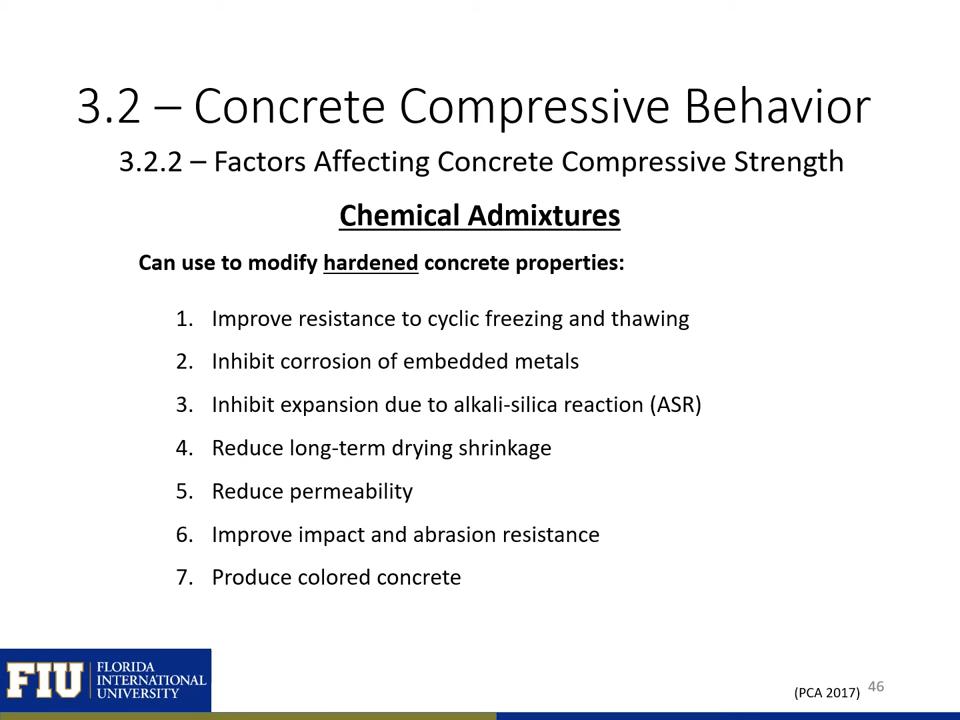 3.2 – Concrete Compressive Behavior
3.2.2 – Factors Affecting Concrete Compressive Strength
Chemical Admixtures
Can use to modify hardened concrete properties:
1. Improve resistance to cyclic freezing and thawing
2. Inhibit corrosion of embedded metals
3. Inhibit expansion due to alkali-silica reaction (ASR)
4. Reduce long-term drying shrinkage
5. Reduce permeability
6. Improve impact and abrasion resistance
7. Produce colored concrete
FIU
FLORIDA
INTERNATIONAL
UNIVERSITY
(PCA 2017) 46